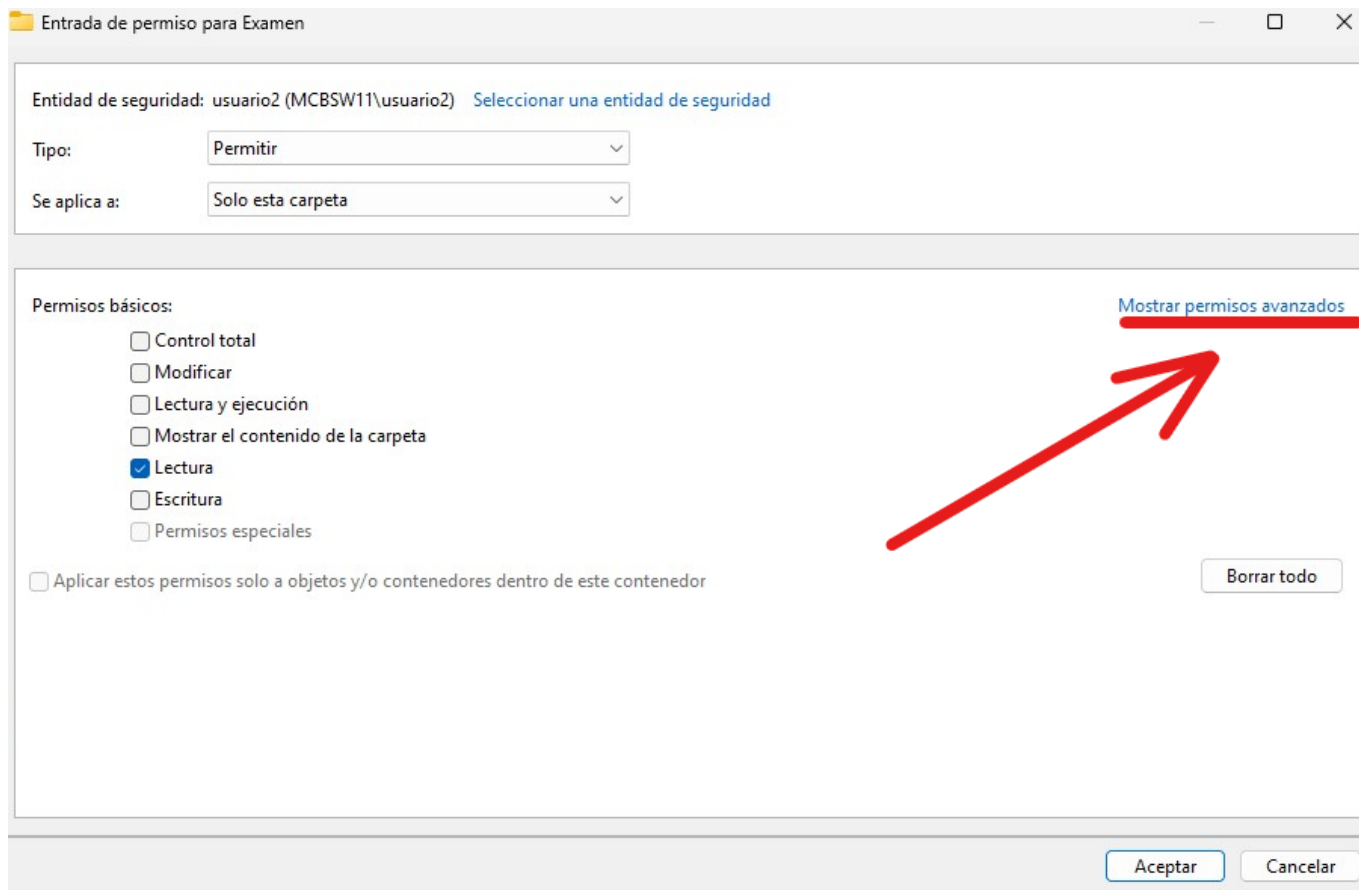 Entrada de permiso para Examen
Entidad de seguridad: usuario2 (MCBSW11\usuario2) Seleccionar una entidad de seguridad
Tipo: Permitir
Se aplica a: Solo esta carpeta
Permisos básicos: Mostrar permisos avanzados
Control total
Modificar
Lectura y ejecución
Mostrar el contenido de la carpeta
Lectura
Escritura
Permisos especiales
Aplicar estos permisos solo a objetos y/o contenedores dentro de este contenedor
Borrar todo
Aceptar Cancelar